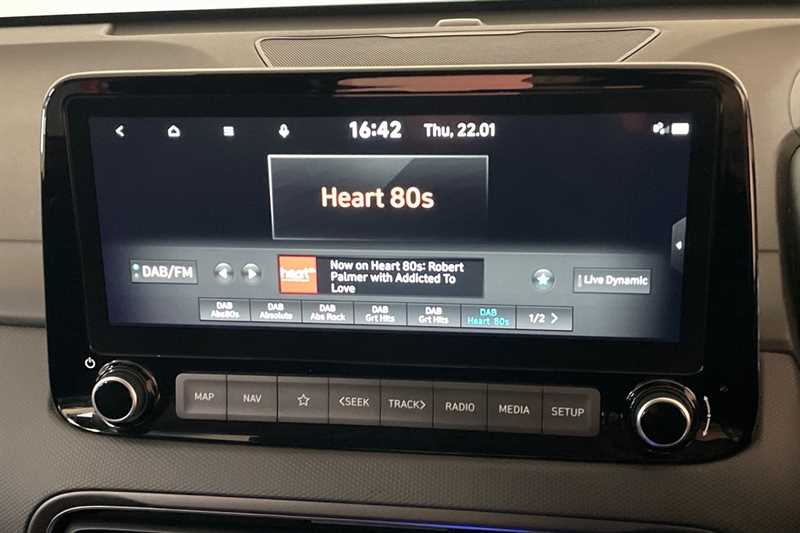 16:42 Thu, 22.01
Heart 80s
DAB/FM
heart
Now on Heart 80s: Robert
Palmer with Addicted To
Love
Live Dynamic
DAB
Abs80s
DAB
Absolute
DAB
Abs Rock
DAB
Grt Hits
DAB
Grt Hits
DAB
Heart 80s
1/2 >
MAP
NAV
<SEEK
TRACK>
RADIO
MEDIA
SETUP